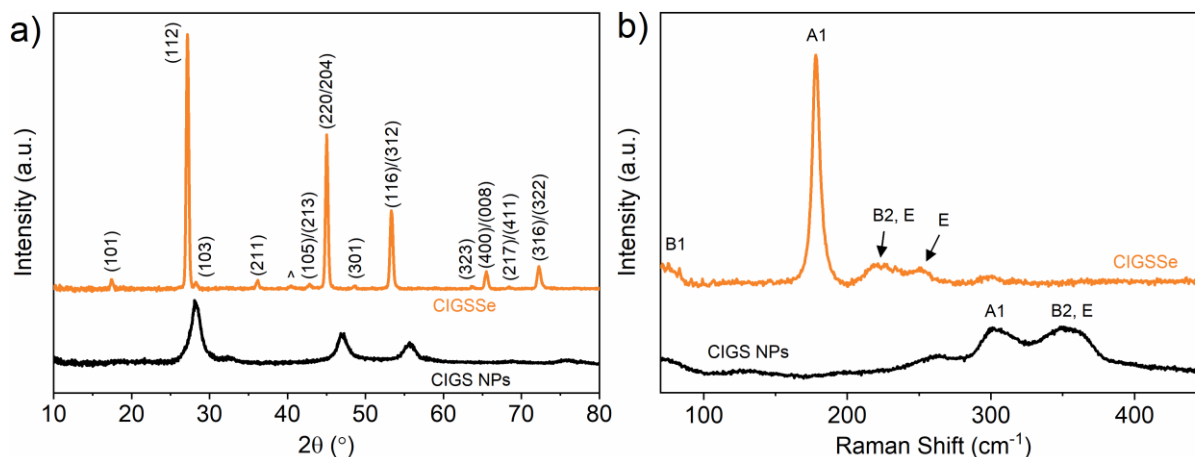 a)
Intensity (a.u.)
(101)
(112)
(103)
(211)
^
(105)/(213)
(220/204)
(301)
(116)/(312)
(323)
(400)/(008)
(217)/(411)
(316)/(322)
CIGSSe
CIGS NPs
10 20 30 40 50 60 70 80
2θ (°)
b)
Intensity (a.u.)
B1
A1
B2, E
E
CIGSSe
A1
B2, E
CIGS NPs
100 200 300 400
Raman Shift (cm⁻¹)